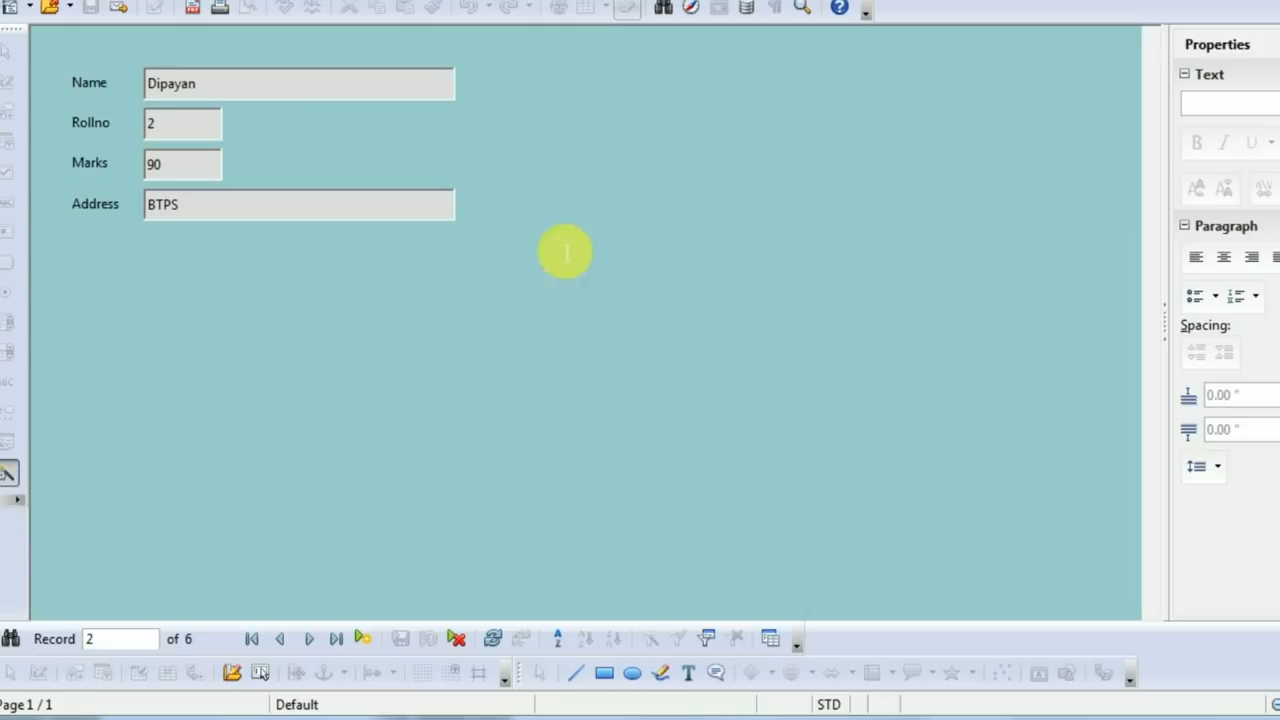 Properties
Text
Name Dipayan
Rollno 2
Marks 90
Address BTPS
B I U
Paragraph
Spacing:
0.00 "
0.00 "
Record 2 of 6
ABC
T
Page 1 / 1 Default STD